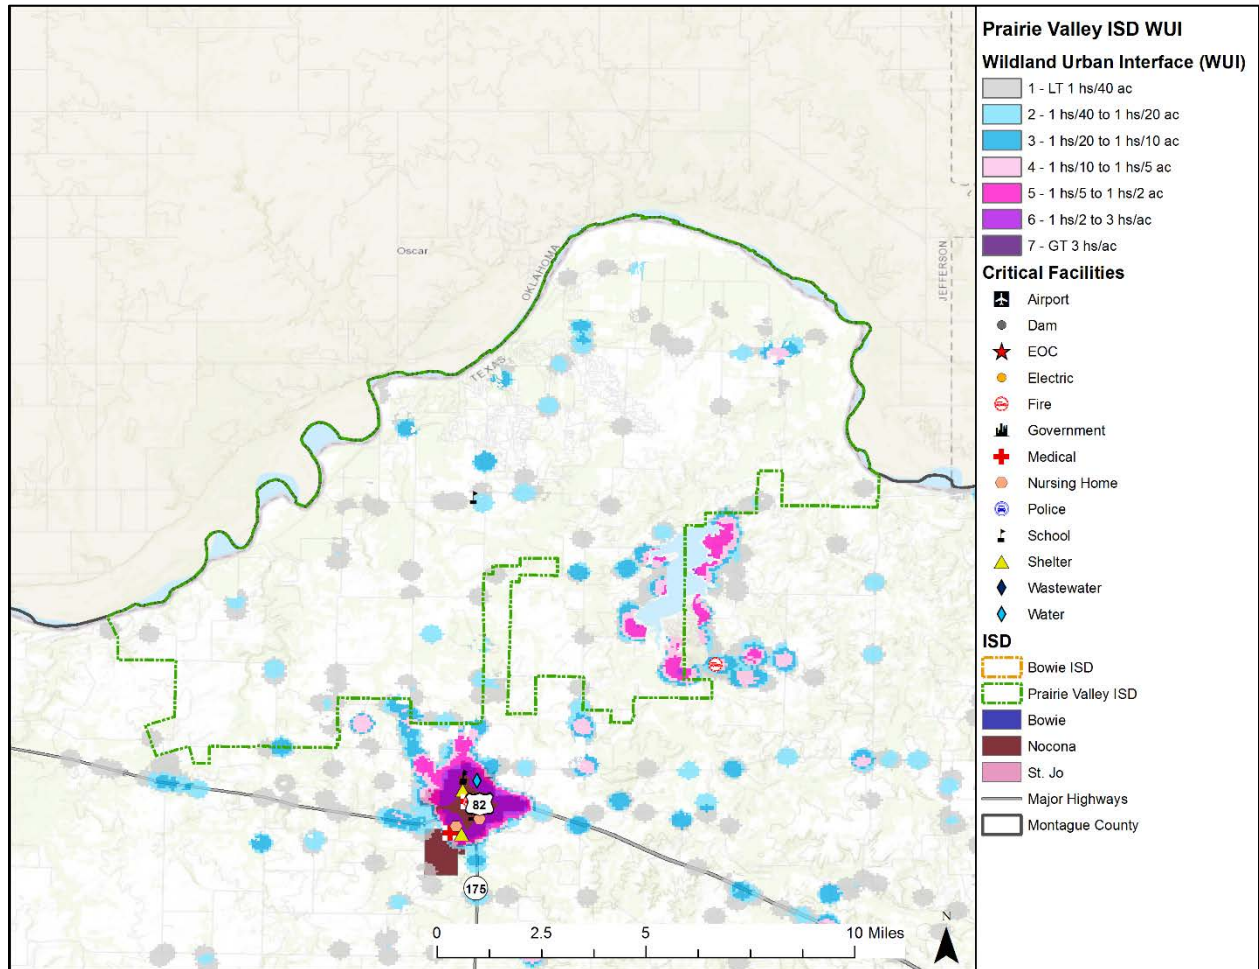 Prairie Valley ISD WUI
Wildland Urban Interface (WUI)
1 - LT 1 hs/40 ac
2 - 1 hs/40 to 1 hs/20 ac
3 - 1 hs/20 to 1 hs/10 ac
4 - 1 hs/10 to 1 hs/5 ac
5 - 1 hs/5 to 1 hs/2 ac
6 - 1 hs/2 to 3 hs/ac
7 - GT 3 hs/ac
Critical Facilities
Airport
Dam
EOC
Electric
Fire
Government
Medical
Nursing Home
Police
School
Shelter
Wastewater
Water
ISD
Bowie ISD
Prairie Valley ISD
Bowie
Nocona
St. Jo
Major Highways
Montague County
Oscar
OKLAHOMA
TEXAS
JEFFERSON
82
175
0 2.5 5 10 Miles
N